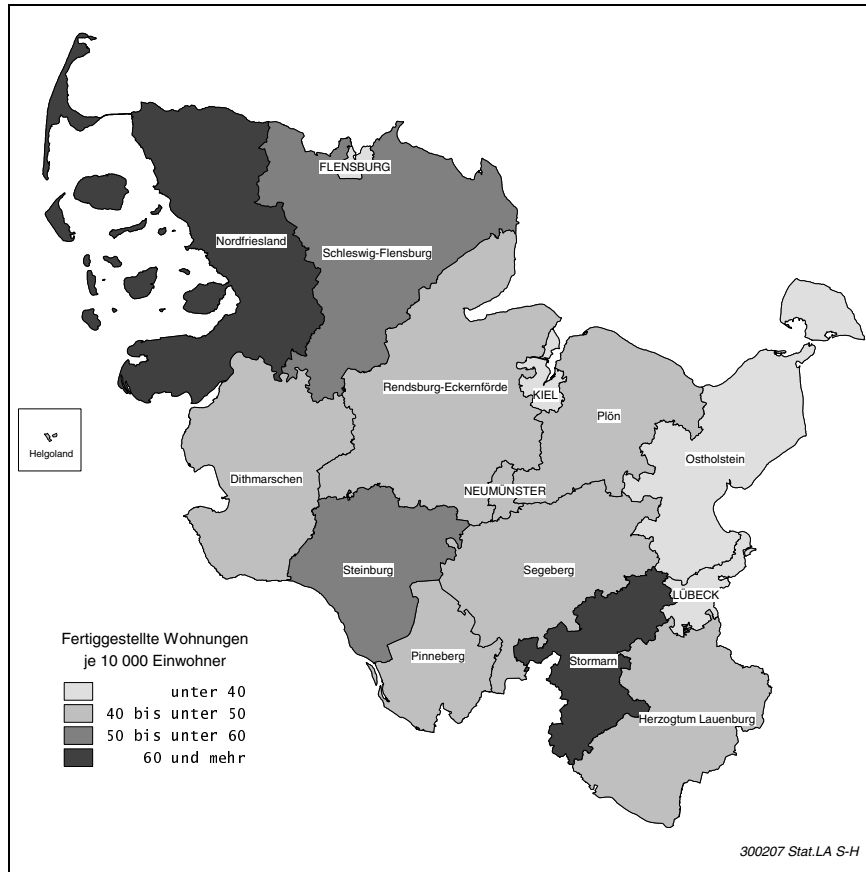 FLENSBURG
Nordfriesland
Schleswig-Flensburg
Rendsburg-Eckernförde
KIEL
Plön
Helgoland
Ostholstein
Dithmarschen
NEUMÜNSTER
Steinburg
Segeberg
LÜBECK
Pinneberg
Stormarn
Herzogtum Lauenburg
Fertiggestellte Wohnungen
je 10 000 Einwohner
unter 40
40 bis unter 50
50 bis unter 60
60 und mehr
300207 Stat.LA S-H